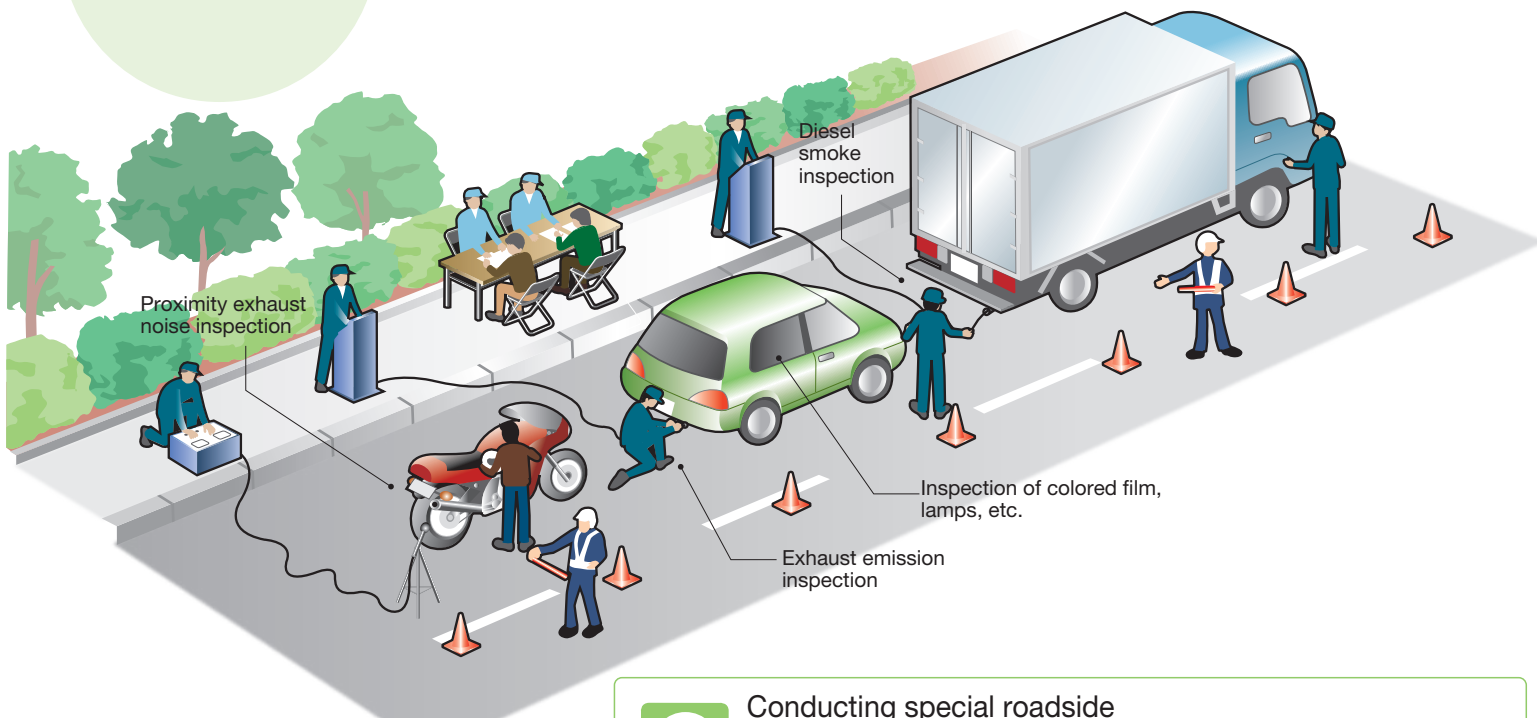 Diesel
smoke
inspection
Proximity exhaust
noise inspection
Inspection of colored film,
lamps, etc.
Exhaust emission
inspection
Conducting special roadside